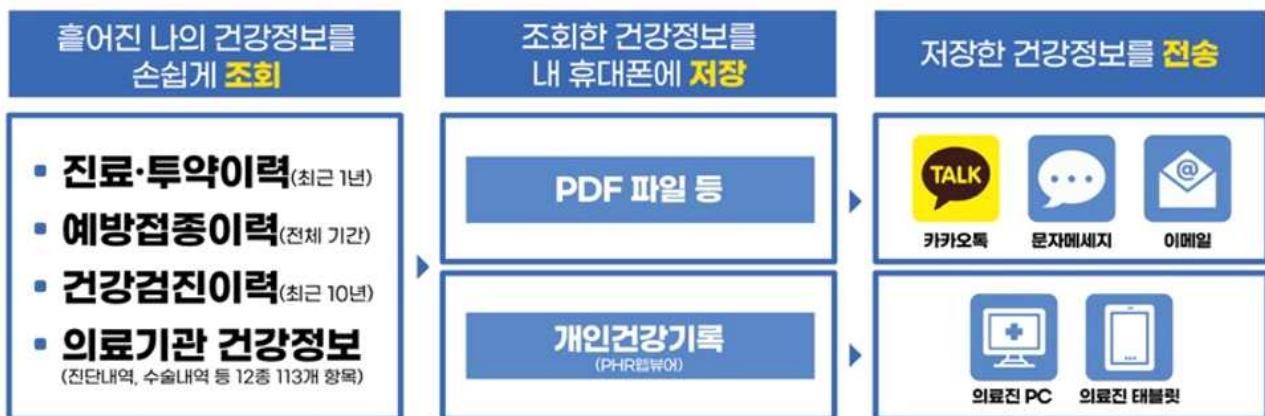 흩어진 나의 건강정보를
손쉽게 조회
▪ 진료·투약이력(최근 1년)
▪ 예방접종이력(전체 기간)
▪ 건강검진이력(최근 10년)
▪ 의료기관 건강정보
(진단내역, 수술내역 등 12종 113개 항목)
조회한 건강정보를
내 휴대폰에 저장
PDF 파일 등
개인건강기록
(PHR웹뷰어)
저장한 건강정보를 전송
TALK
@
카카오톡 문자메세지 이메일
의료진 PC 의료진 태블릿